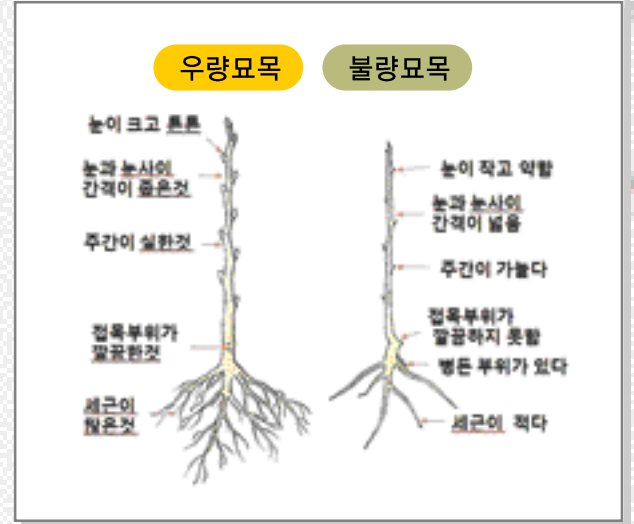 우량묘목
불량묘목
눈이 크고 튼튼
눈과 눈사이
간격이 좁은것
주간이 실한것
접목부위가
깔끔한것
세근이
많은것
눈이 작고 약함
눈과 눈사이
간격이 넓음
주간이 가늘다
접목부위가
깔끔하지 못함
병든 부위가 있다
세근이 적다